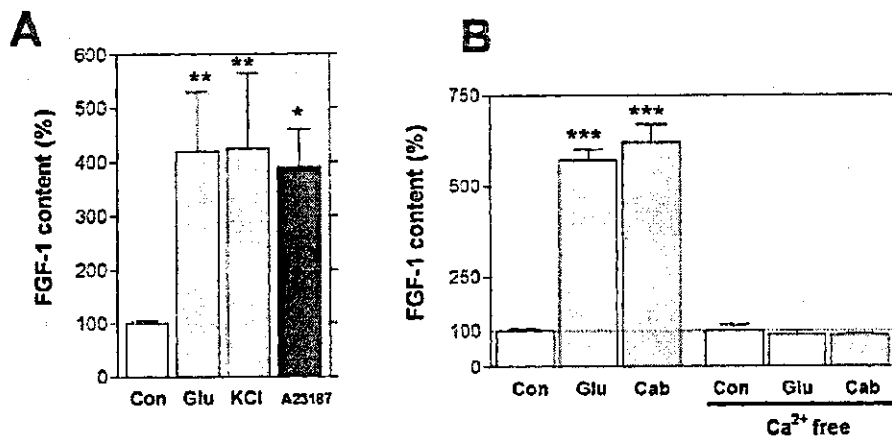 A
FGF-1 content (%)
600
500
400
300
200
100
0
**
**
*
Con Glu KCl A23187
B
FGF-1 content (%)
750
500
250
100
0
***
***
Con Glu Cab Con Glu Cab
Ca²⁺ free